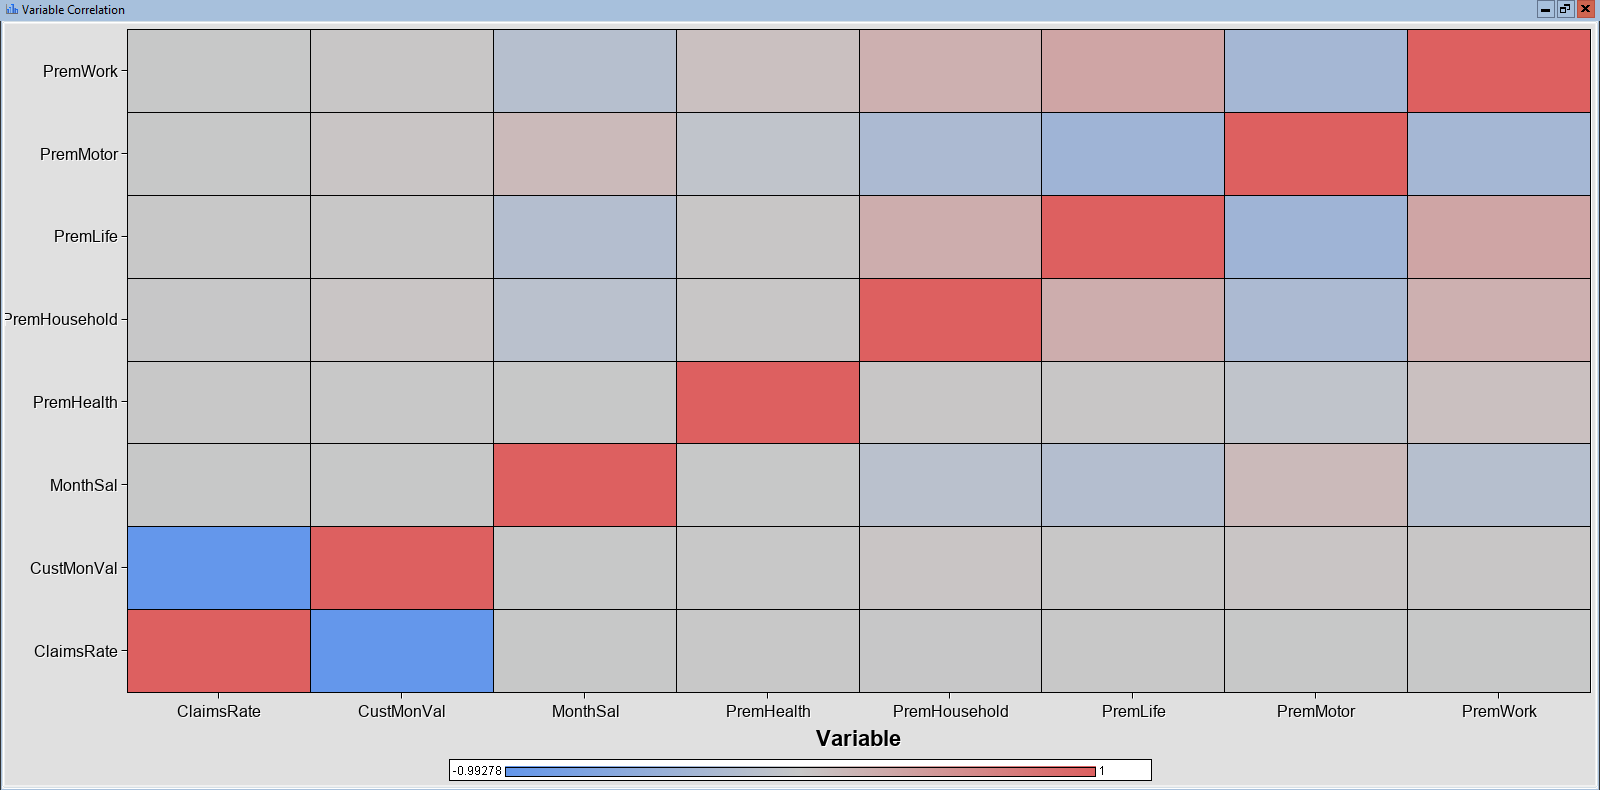 Variable Correlation
PremWork
PremMotor
PremLife
PremHousehold
PremHealth
MonthSal
CustMonVal
ClaimsRate
ClaimsRate CustMonVal MonthSal PremHealth PremHousehold PremLife PremMotor PremWork
Variable
-0.99278 1